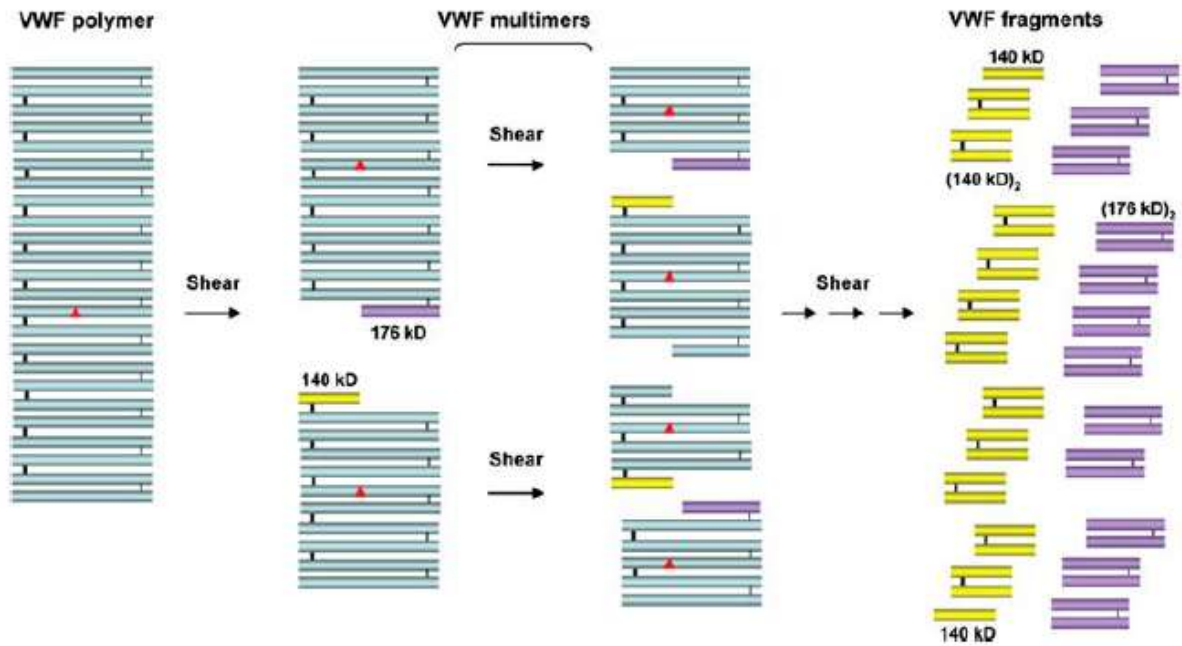 VWF polymer
VWF multimers
VWF fragments
140 kD
Shear
(140 kD)2
(176 kD)2
Shear
Shear
176 kD
140 kD
Shear
140 kD